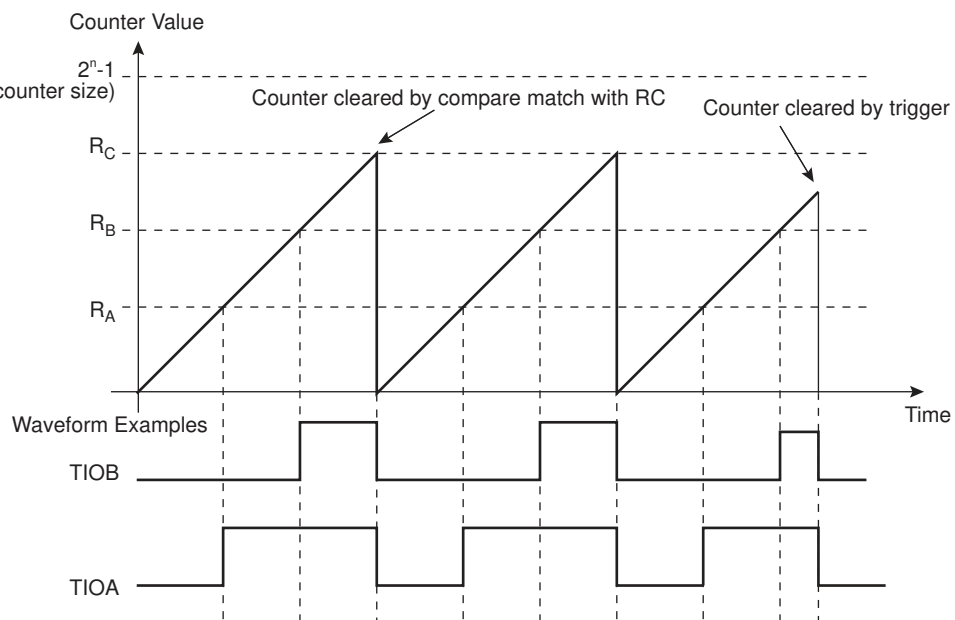 Counter Value
2ⁿ-1
counter size)
Counter cleared by compare match with RC
Counter cleared by trigger
R_C
R_B
R_A
Time
Waveform Examples
TIOB
TIOA